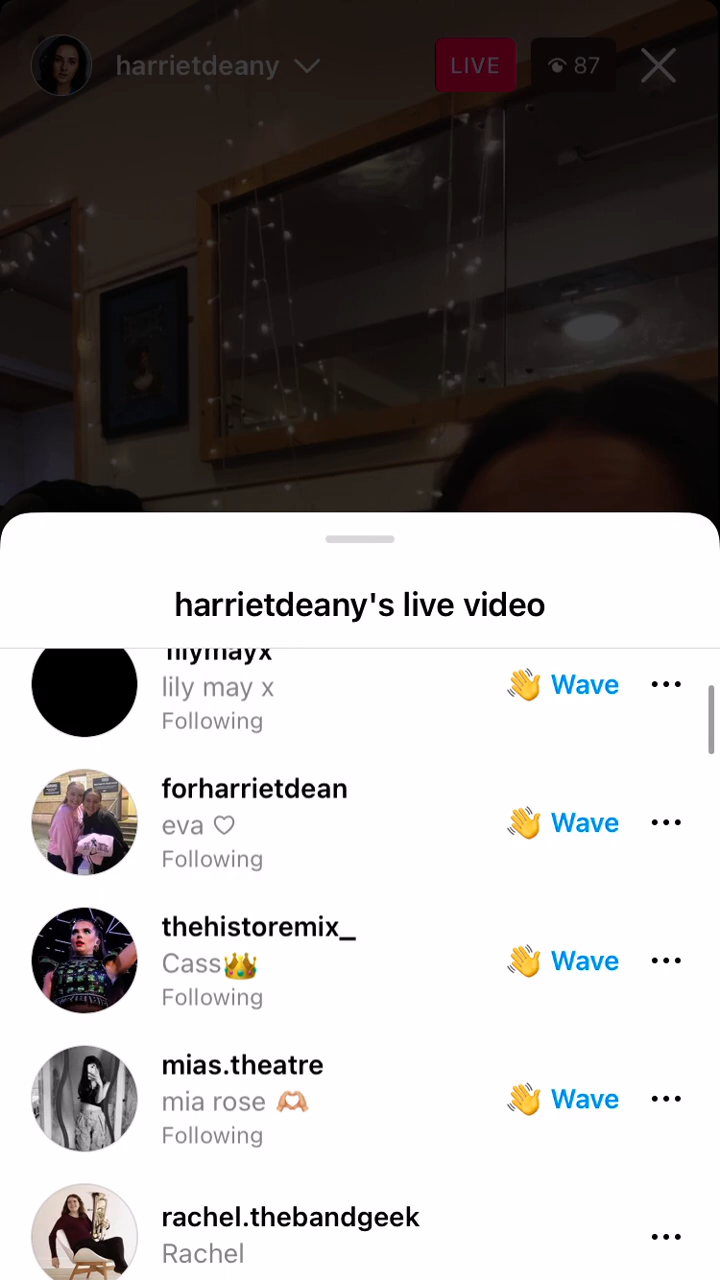 harrietdeany
LIVE
87
harrietdeany's live video
lilymayx
lily may x
Following
👋 Wave
forharrietdean
eva ♡
Following
👋 Wave
thehistoremix_
Cass👑
Following
👋 Wave
mias.theatre
mia rose 🫶🏼
Following
👋 Wave
rachel.thebandgeek
Rachel